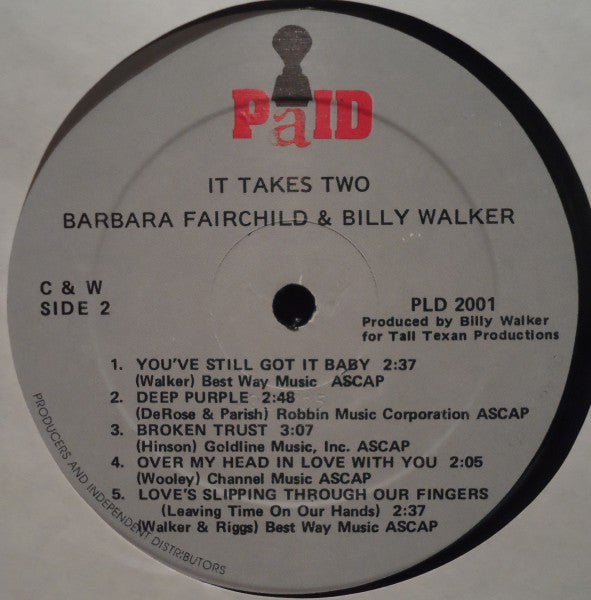 PaID
IT TAKES TWO
BARBARA FAIRCHILD & BILLY WALKER
C & W
SIDE 2
PLD 2001
Produced by Billy Walker
for Tall Texan Productions
1. YOU'VE STILL GOT IT BABY 2:37
(Walker) Best Way Music ASCAP
2. DEEP PURPLE 2:48
(DeRose & Parish) Robbin Music Corporation ASCAP
3. BROKEN TRUST 3:07
(Hinson) Goldline Music, Inc. ASCAP
4. OVER MY HEAD IN LOVE WITH YOU 2:05
(Wooley) Channel Music ASCAP
5. LOVE'S SLIPPING THROUGH OUR FINGERS
(Leaving Time On Our Hands) 2:37
(Walker & Riggs) Best Way Music ASCAP
PRODUCERS AND INDEPENDENT DISTRIBUTORS